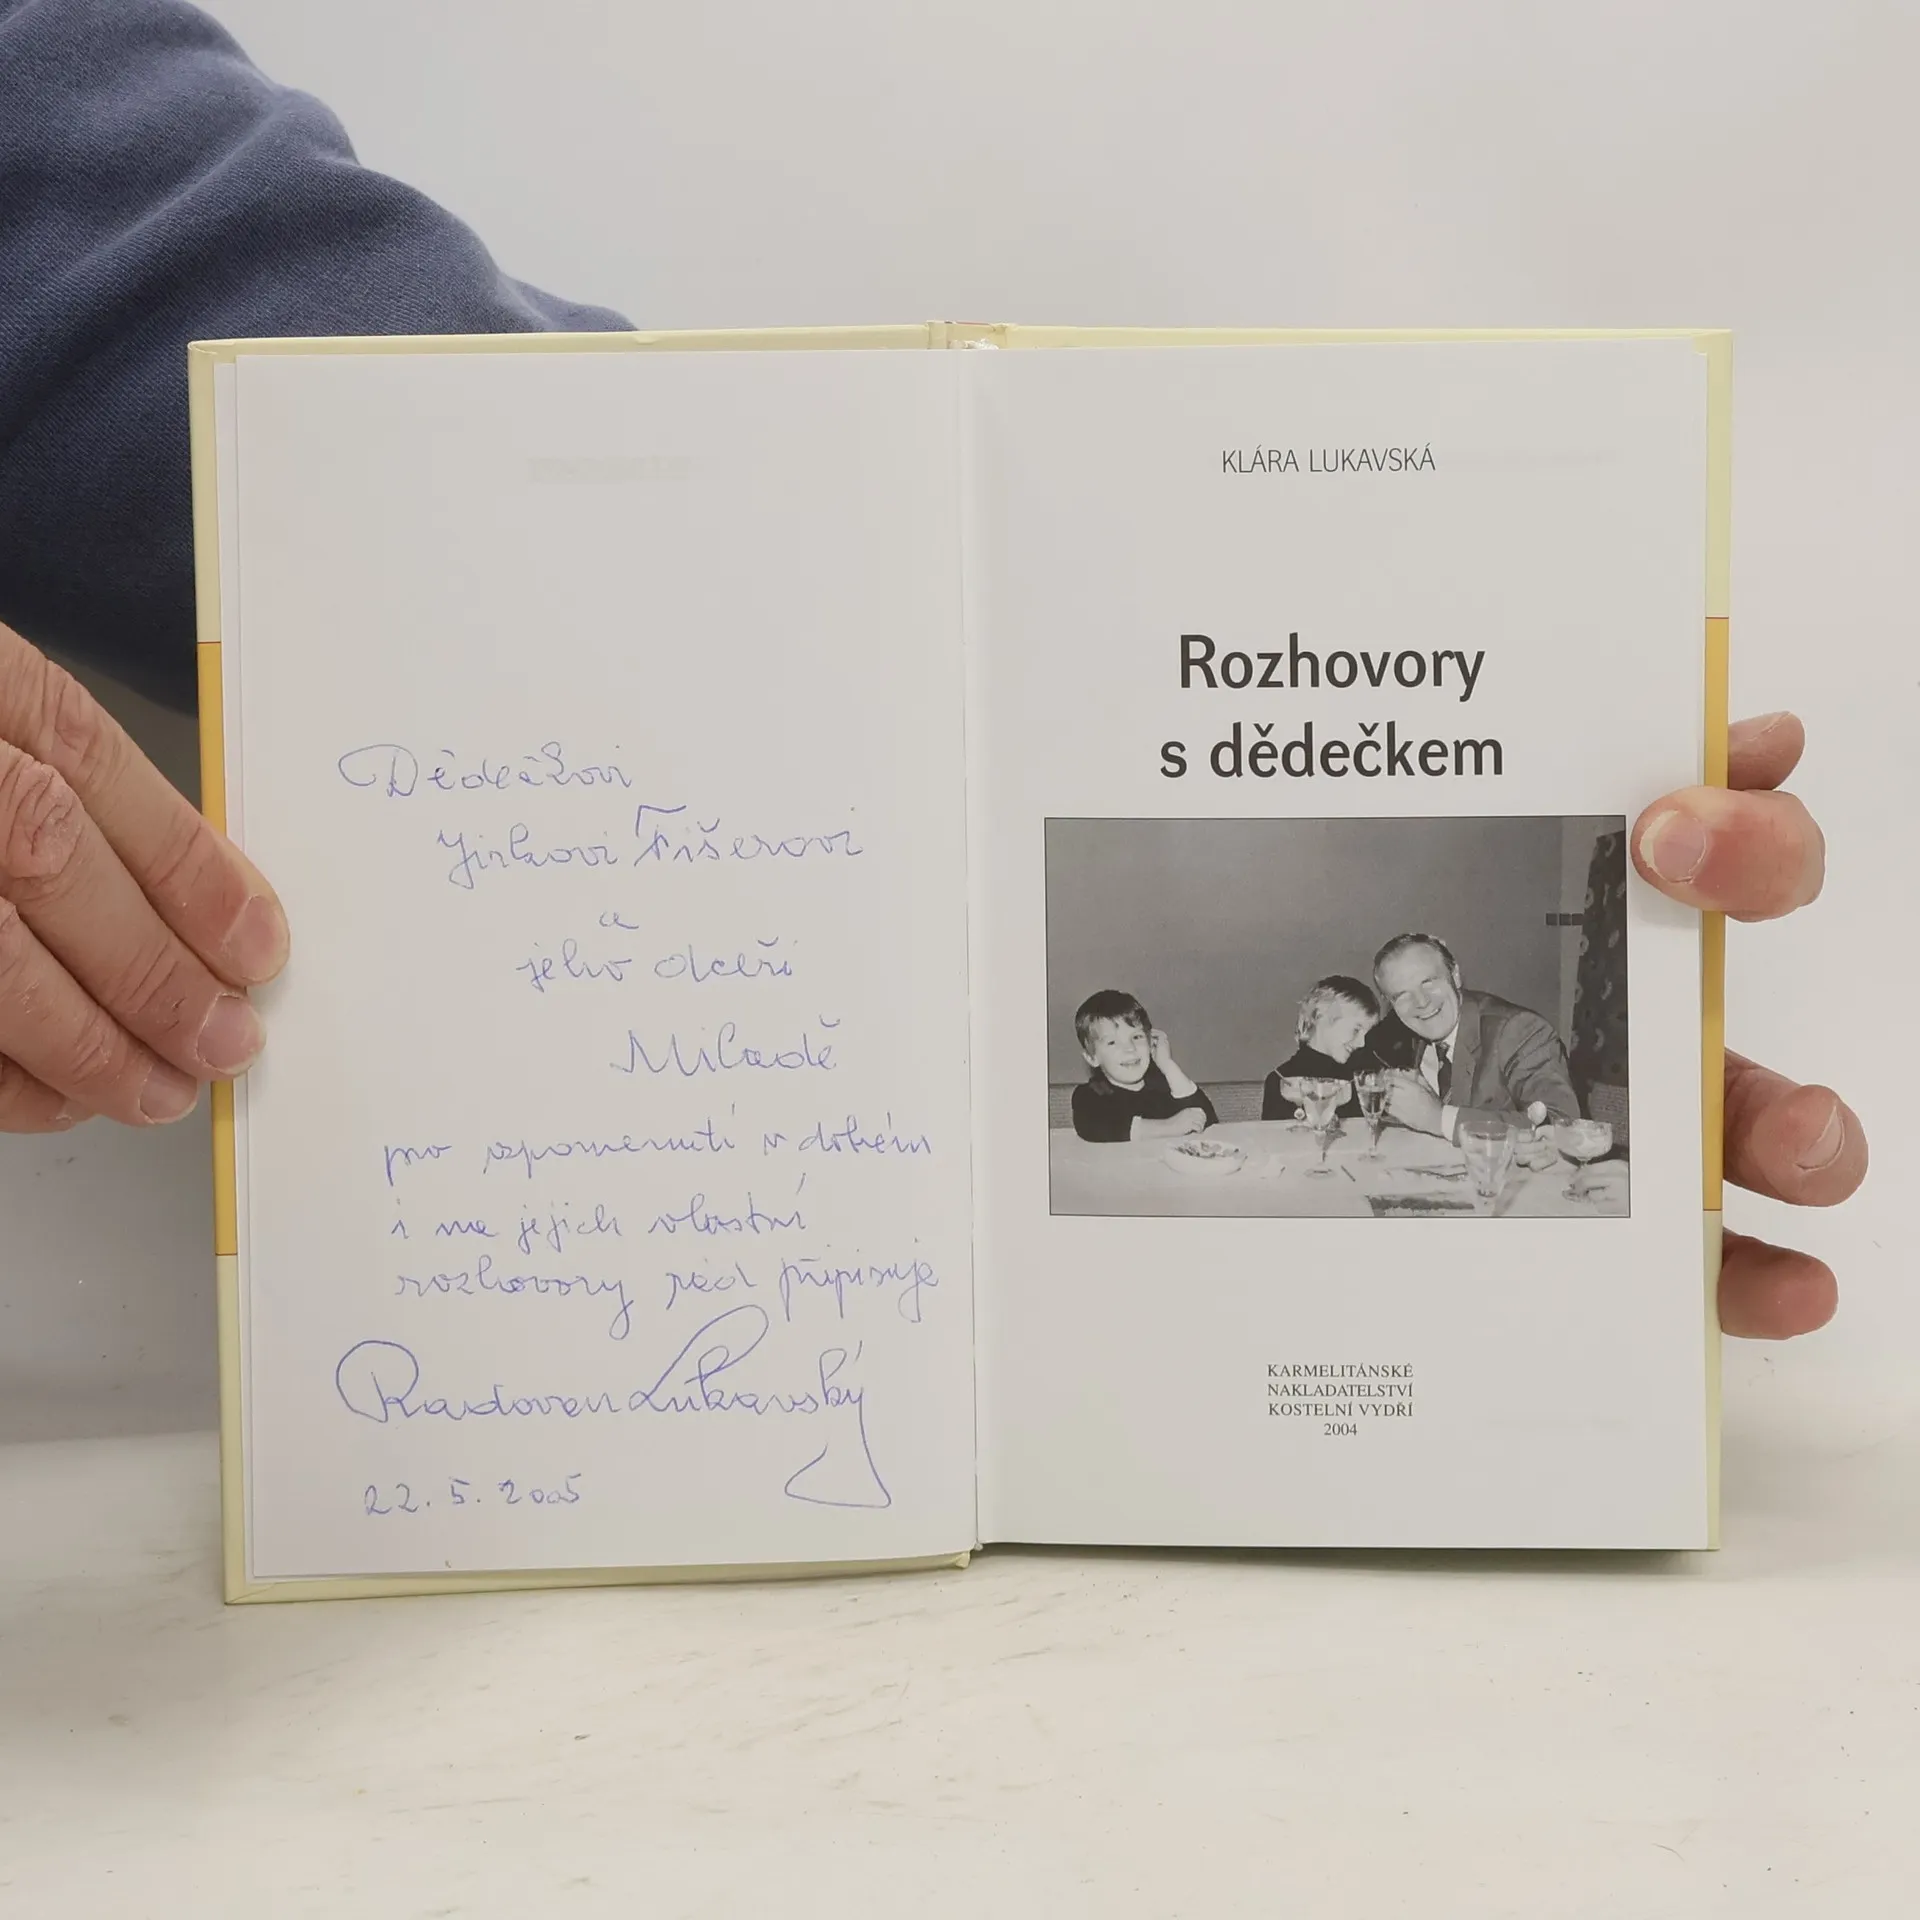 Dědečkovi
Jirkovi Fišerovi
a
jeho dceři
Miladě
pro vzpomenutí v dobrém
i na jejich vlastní
rozhovory rád připisuje
Radovan Lukavský
22. 5. 2005
KLÁRA LUKAVSKÁ
Rozhovory
s dědečkem
KARMELITÁNSKÉ
NAKLADATELSTVÍ
KOSTELNÍ VYDŘÍ
2004